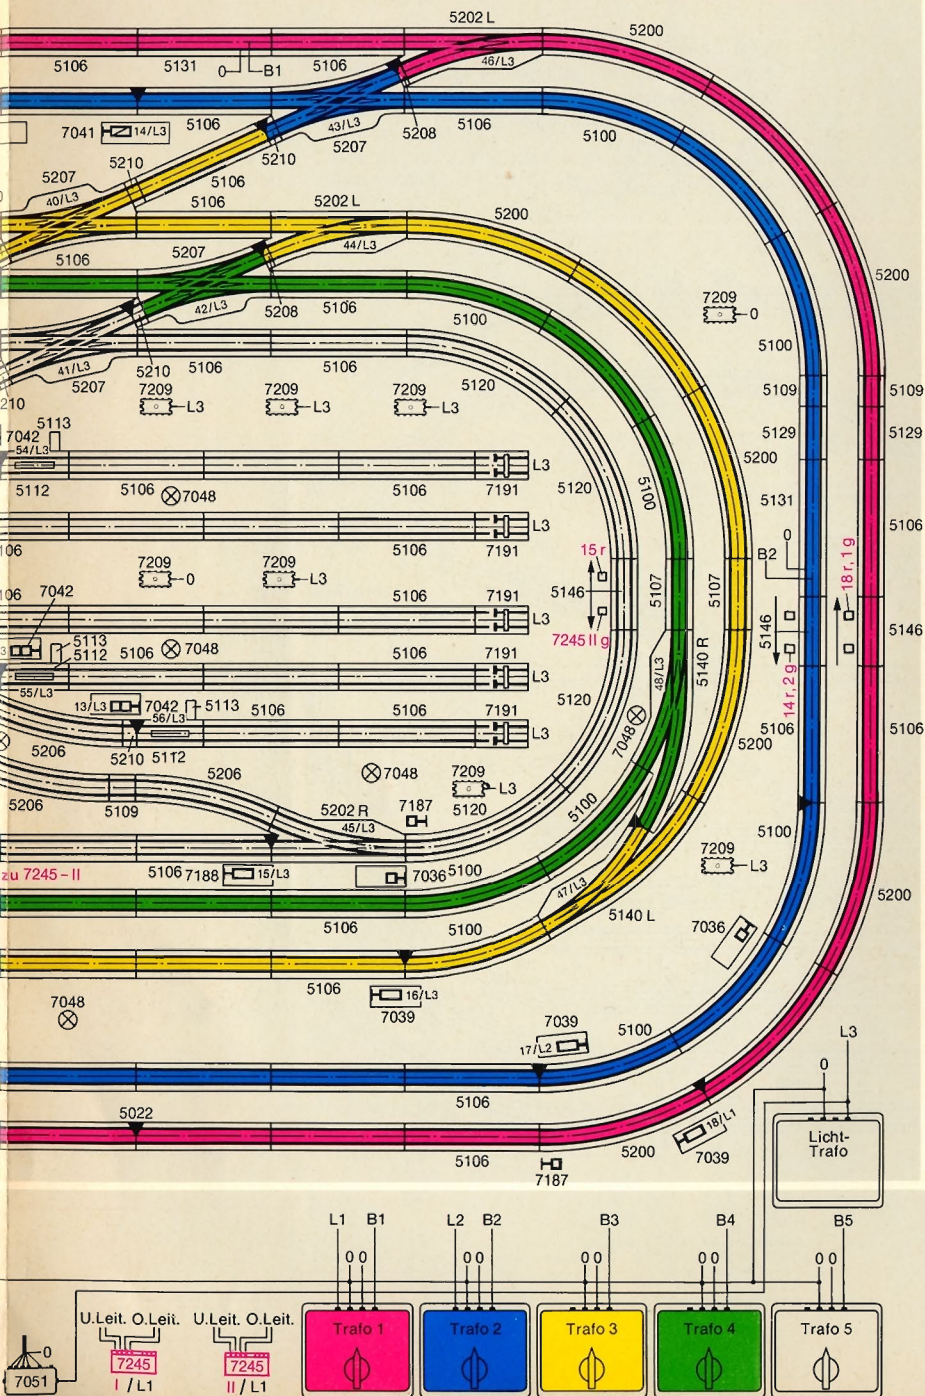 5202 L
5200
46/L3
5106
5131
0
B1
5106
7041
14/L3
5106
43/L3
5207
5208
5106
5100
5210
5210
5207
40/L3
5106
5106
5202 L
5200
5106
5207
44/L3
42/L3
5208
5106
5100
7209
0
5200
5100
5210
41/L3
5207
5106
5106
5120
5109
5109
210
7209
L3
7209
L3
7209
L3
5113
7042
54/L3
5129
5129
5112
5106
7048
5106
7191
L3
5120
5100
5200
5131
5106
106
5106
7191
L3
7209
0
7209
L3
15 r
5146
7245 II g
5107
5107
0
B2
18 r, 1 g
5146
14 r, 2 g
5146
106
7042
5106
7191
L3
5113
5112
5106
7048
5106
7191
L3
55/L3
48/L3
5140 R
5120
13/L3
7042
56/L3
5113
5106
5106
7191
L3
5206
5210
5112
7048
5200
5106
5106
5206
5206
5109
7048
7209
L3
5120
5202 R
45/L3
7187
5100
5100
7209
L3
zu 7245-II
5106
7188
15/L3
7036
5100
5106
5100
47/L3
5140 L
7036
5200
5106
16/L3
7039
7048
17/L2
7039
5100
5106
0
L3
5022
5106
5200
18/L1
7039
7187
Licht-
Trafo
L1
B1
L2
B2
B3
B4
B5
0 0
0 0
0 0
0 0
0 0
U.Leit. O.Leit.
U.Leit. O.Leit.
Trafo 1
Trafo 2
Trafo 3
Trafo 4
Trafo 5
0
7051
7245
I / L1
7245
II / L1